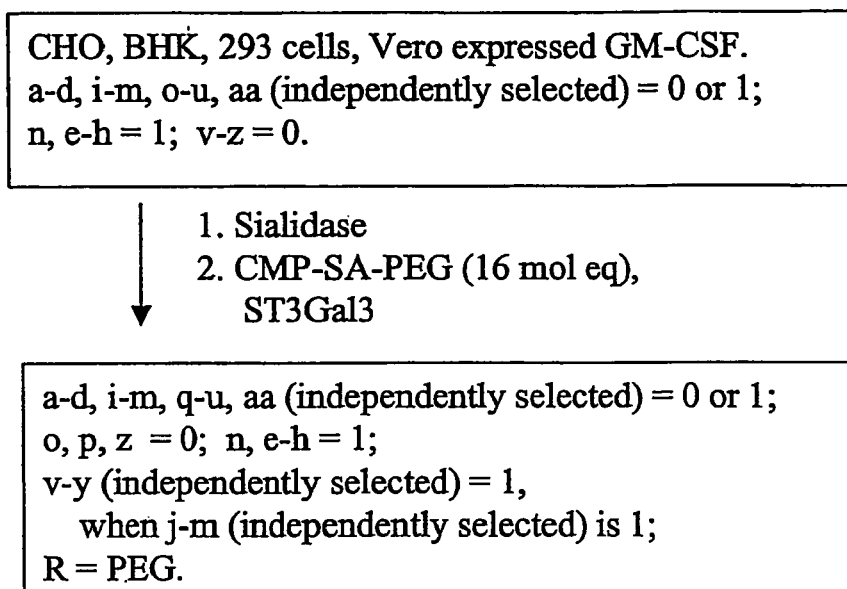 CHO, BHK, 293 cells, Vero expressed GM-CSF.
a-d, i-m, o-u, aa (independently selected) = 0 or 1;
n, e-h = 1; v-z = 0.
1. Sialidase
2. CMP-SA-PEG (16 mol eq),
ST3Gal3
a-d, i-m, q-u, aa (independently selected) = 0 or 1;
o, p, z = 0; n, e-h = 1;
v-y (independently selected) = 1,
when j-m (independently selected) is 1;
R = PEG.